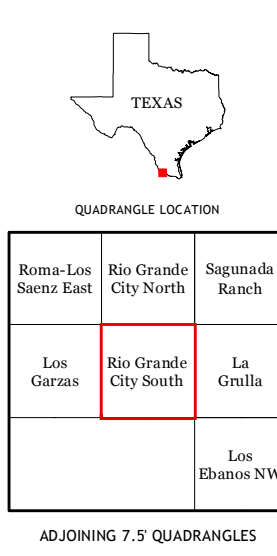 TEXAS
QUADRANGLE LOCATION
Roma-Los
Saenz East
Rio Grande
City North
Sagunada
Ranch
Los
Garzas
Rio Grande
City South
La
Grulla
Los
Ebanos NW
ADJOINING 7.5' QUADRANGLES